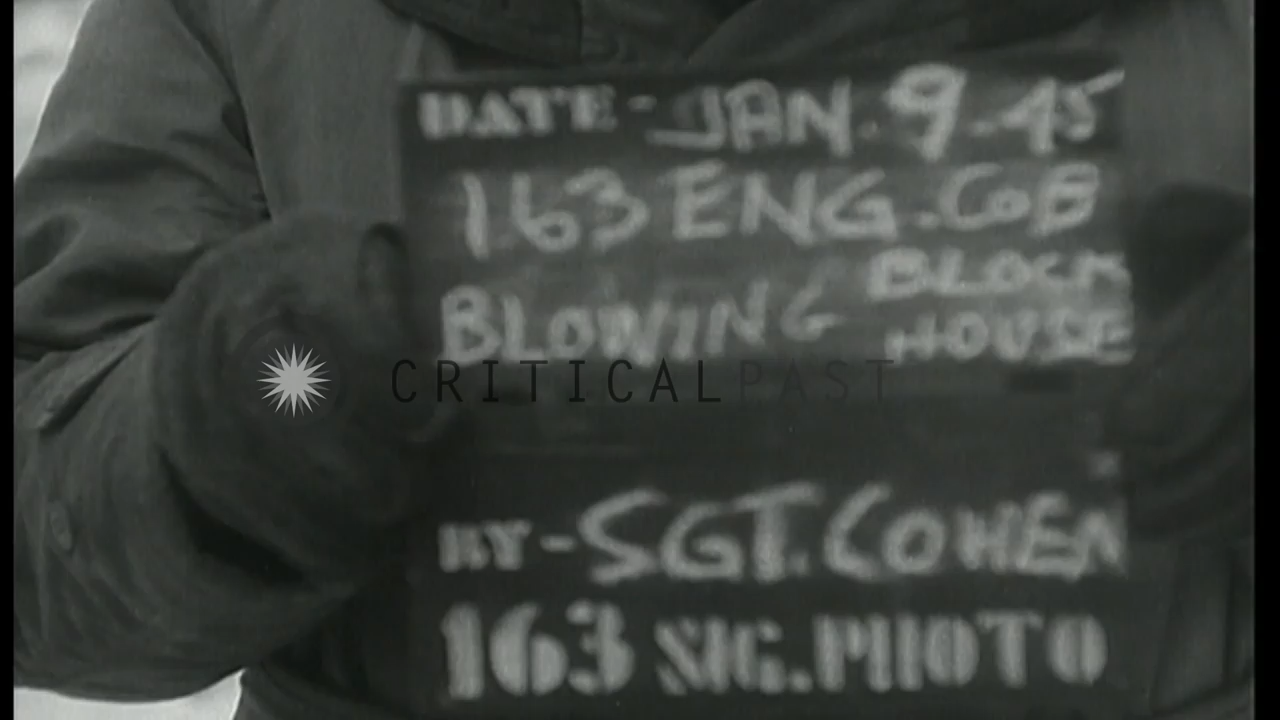 DATE - JAN. 9 - 45
163 ENG. Co B
BLOWING BLOCK HOUSE
CRITICALPAST
BY - SGT. COHEN
163 SIG. PHOTO